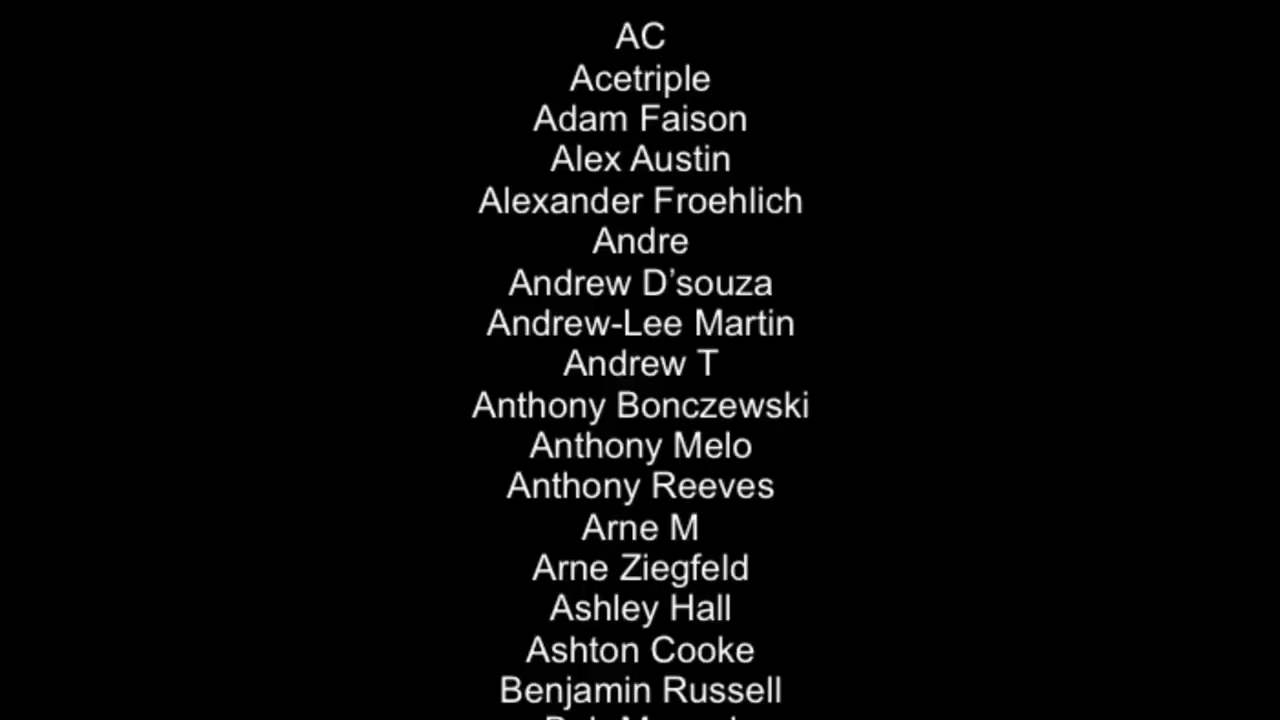 AC
Acetriple
Adam Faison
Alex Austin
Alexander Froehlich
Andre
Andrew D’souza
Andrew-Lee Martin
Andrew T
Anthony Bonczewski
Anthony Melo
Anthony Reeves
Arne M
Arne Ziegfeld
Ashley Hall
Ashton Cooke
Benjamin Russell